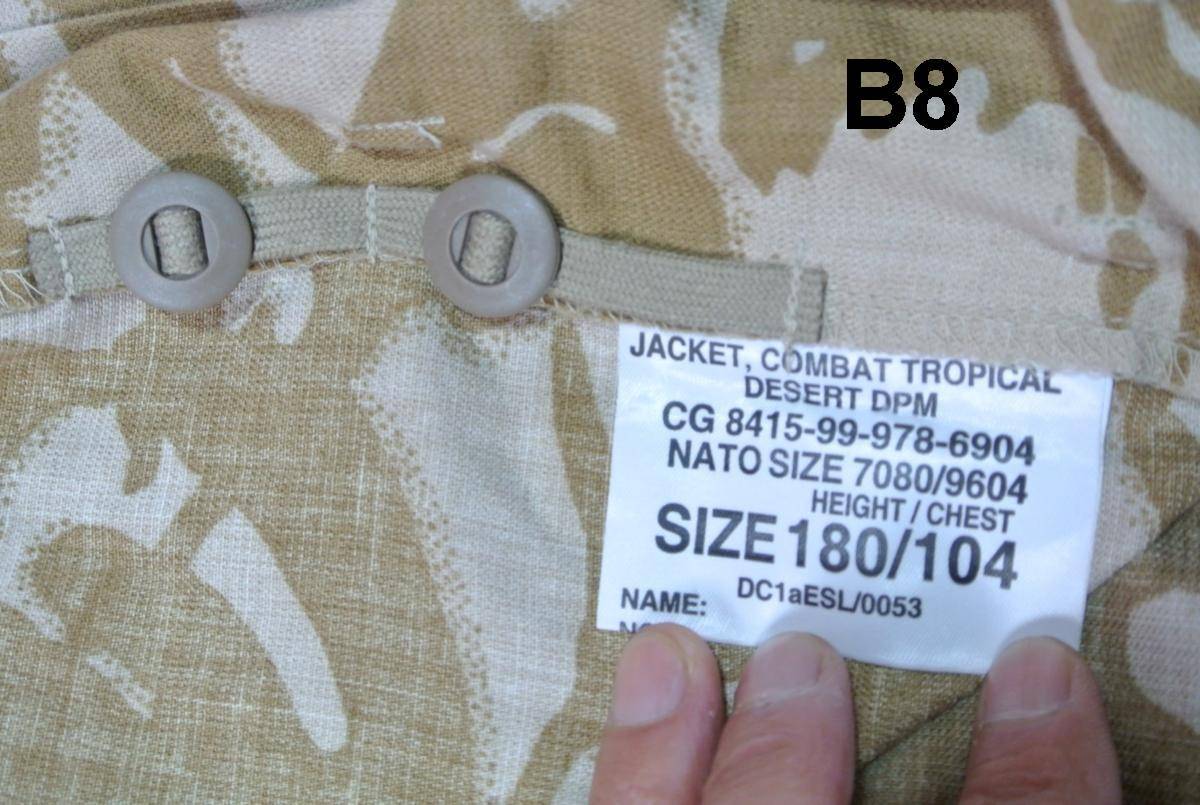 B8
JACKET, COMBAT TROPICAL
DESERT DPM
CG 8415-99-978-6904
NATO SIZE 7080/9604
HEIGHT / CHEST
SIZE 180/104
DC1aESL/0053
NAME: